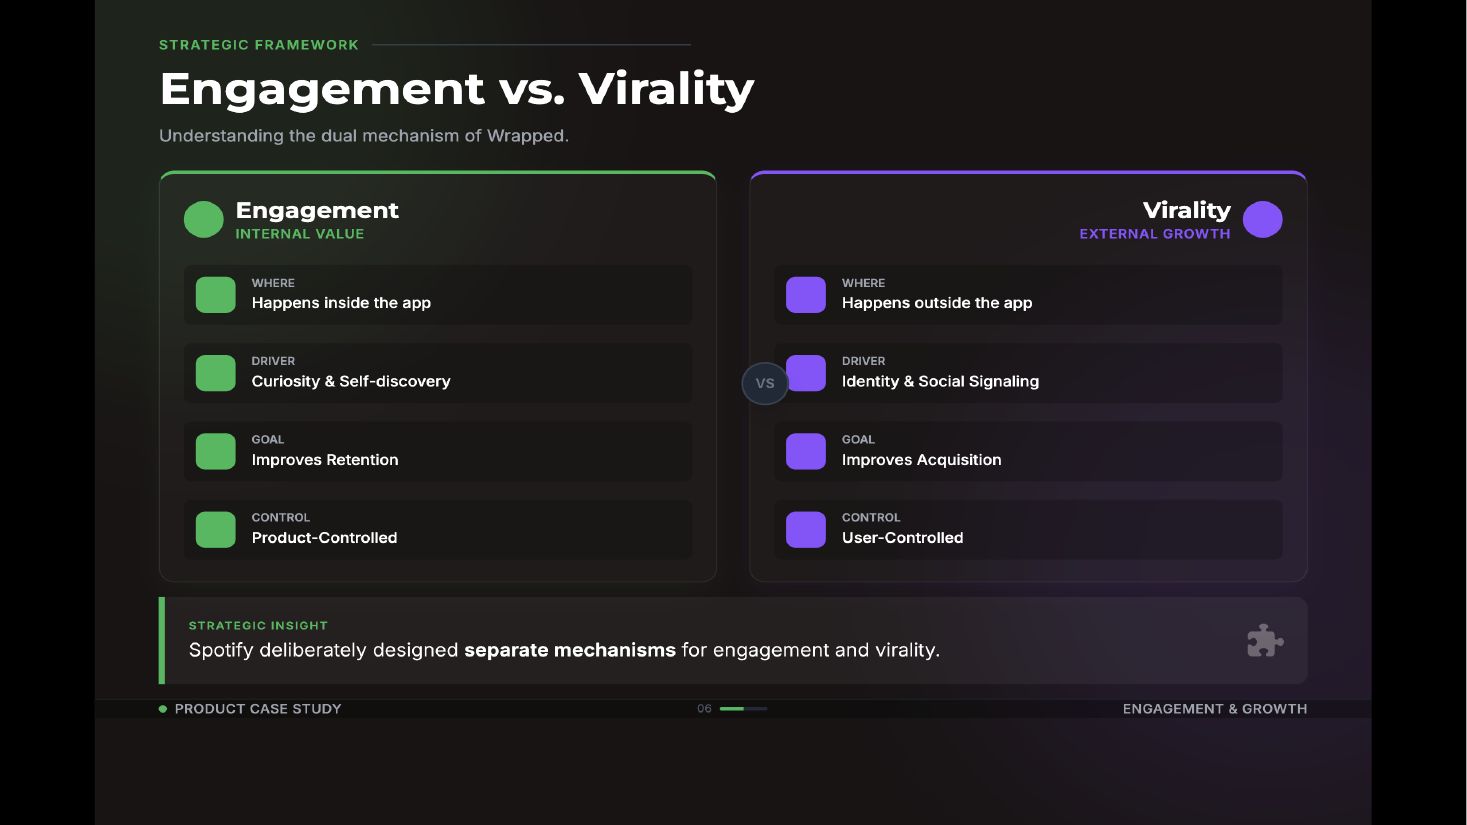 STRATEGIC FRAMEWORK
Engagement vs. Virality
Understanding the dual mechanism of Wrapped.
Engagement
INTERNAL VALUE
WHERE
Happens inside the app
DRIVER
Curiosity & Self-discovery
GOAL
Improves Retention
CONTROL
Product-Controlled
VS
Virality
EXTERNAL GROWTH
WHERE
Happens outside the app
DRIVER
Identity & Social Signaling
GOAL
Improves Acquisition
CONTROL
User-Controlled
STRATEGIC INSIGHT
Spotify deliberately designed separate mechanisms for engagement and virality.
PRODUCT CASE STUDY
06
ENGAGEMENT & GROWTH